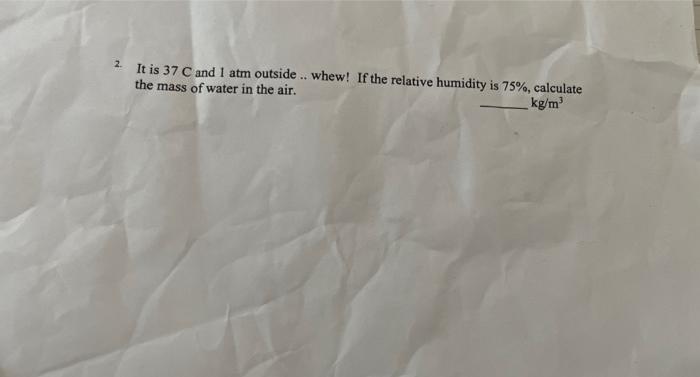 2. It is 37 C and 1 atm outside .. whew! If the relative humidity is 75%, calculate
the mass of water in the air.
______ kg/m³